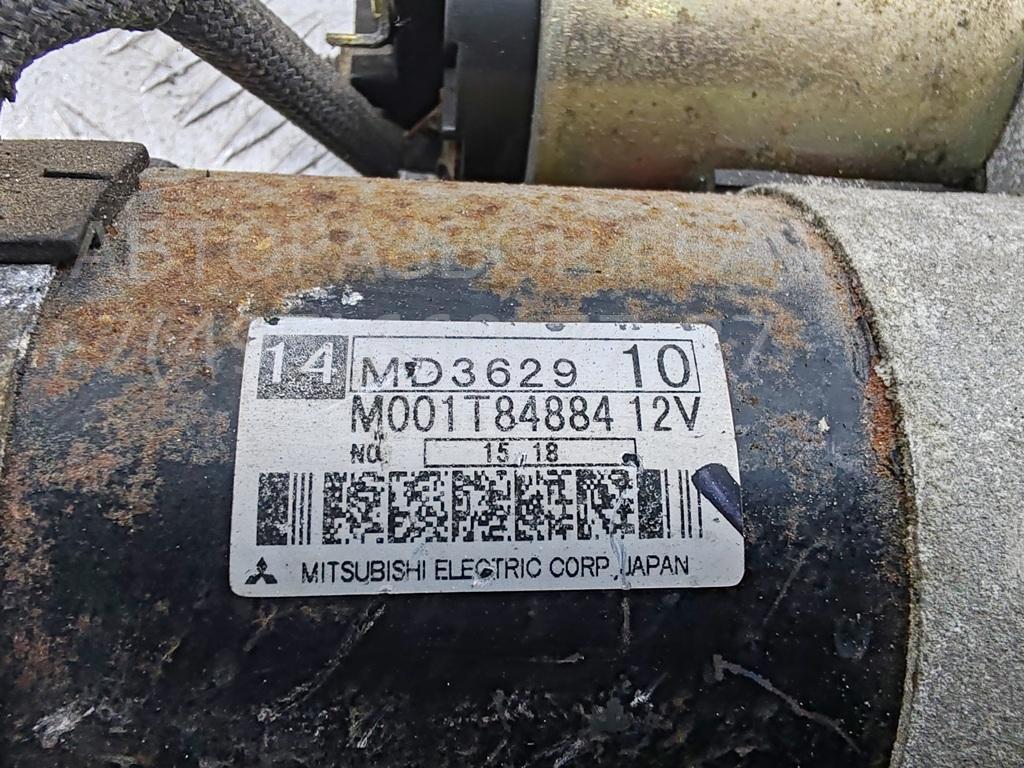 14 MD3629 10
M001T84884 12V
NO. 15 18
MITSUBISHI ELECTRIC CORP. JAPAN